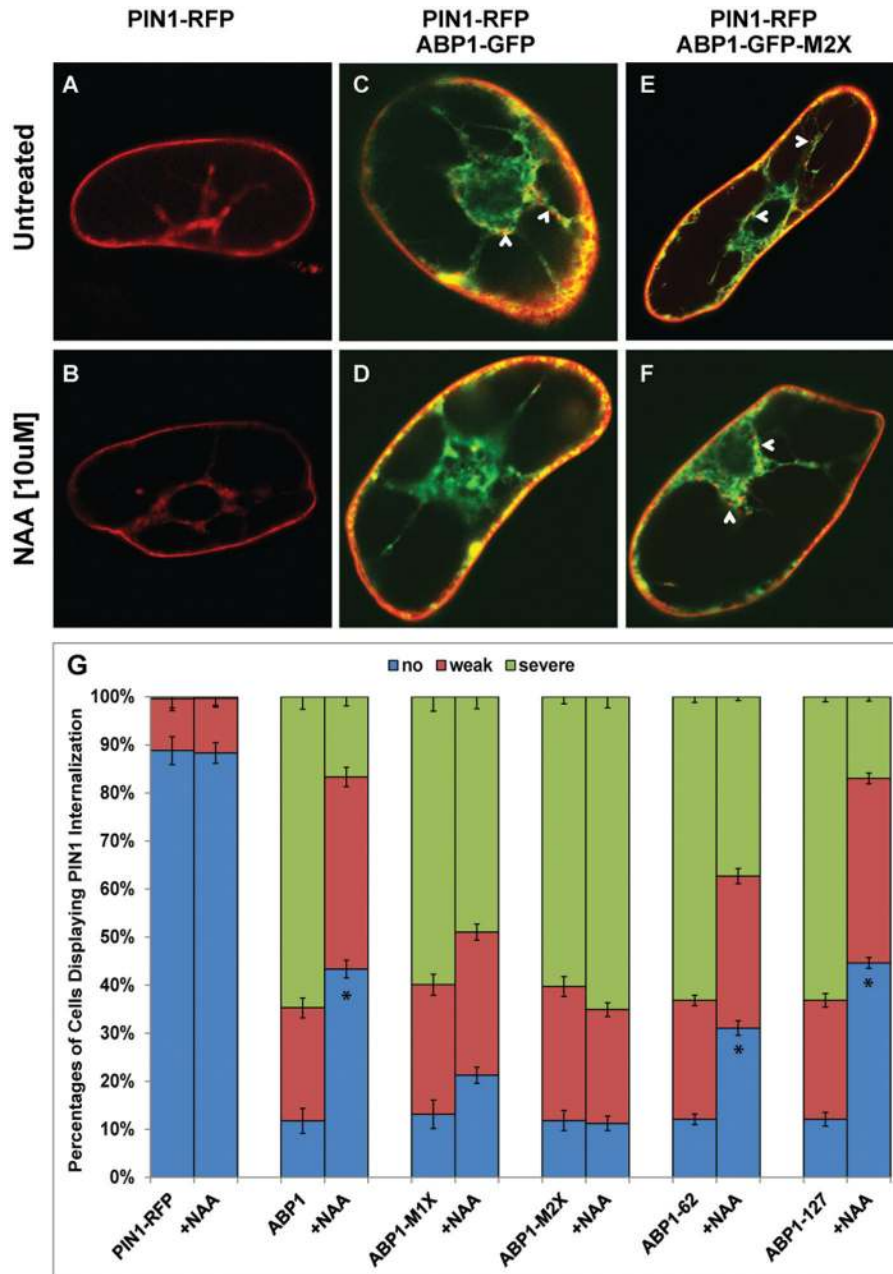 PIN1-RFP
PIN1-RFP
ABP1-GFP
PIN1-RFP
ABP1-GFP-M2X
Untreated
A
C
E
NAA [10uM]
B
D
F
G
no weak severe
Percentages of Cells Displaying PIN1 Internalization
100%
90%
80%
70%
60%
50%
40%
30%
20%
10%
0%
*
*
*
PIN1-RFP
+NAA
ABP1
+NAA
ABP1-M1X
+NAA
ABP1-M2X
+NAA
ABP1-62
+NAA
ABP1-127
+NAA